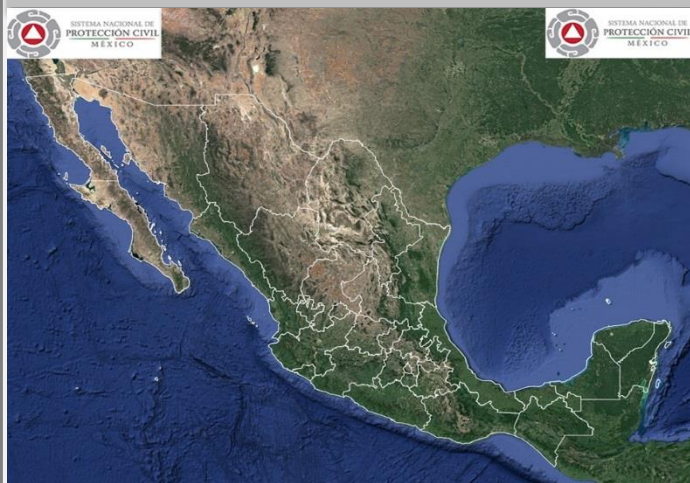 SISTEMA NACIONAL DE
PROTECCIÓN CIVIL
MÉXICO
SISTEMA NACIONAL DE
PROTECCIÓN CIVIL
MÉXICO